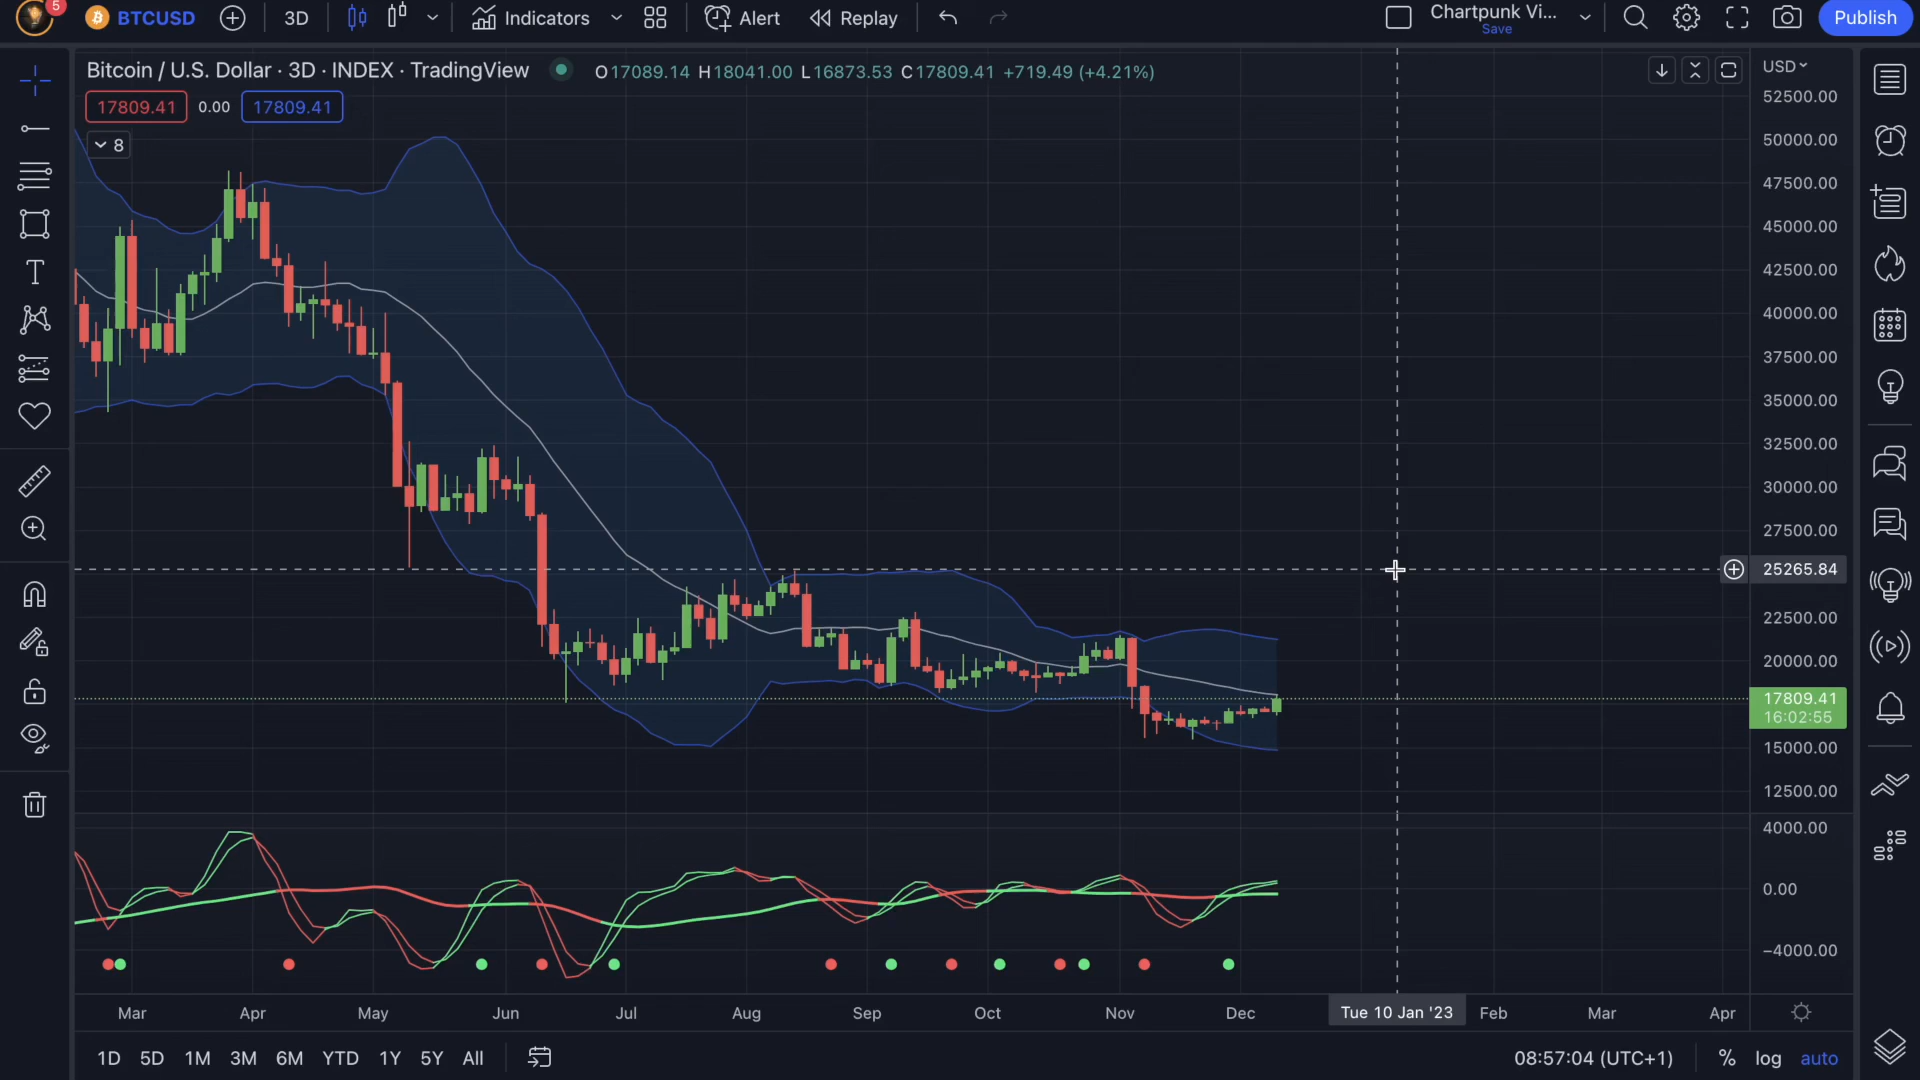 5
BTCUSD
3D
Indicators
Alert
Replay
Chartpunk Vi...
Save
Publish
Bitcoin / U.S. Dollar · 3D · INDEX · TradingView
O17089.14 H18041.00 L16873.53 C17809.41 +719.49 (+4.21%)
17809.41 0.00 17809.41
8
USD
52500.00
50000.00
47500.00
45000.00
42500.00
40000.00
37500.00
35000.00
32500.00
30000.00
27500.00
25265.84
22500.00
20000.00
17809.41
16:02:55
15000.00
12500.00
4000.00
0.00
−4000.00
Mar Apr May Jun Jul Aug Sep Oct Nov Dec Tue 10 Jan '23 Feb Mar Apr
1D 5D 1M 3M 6M YTD 1Y 5Y All
08:57:04 (UTC+1) % log auto